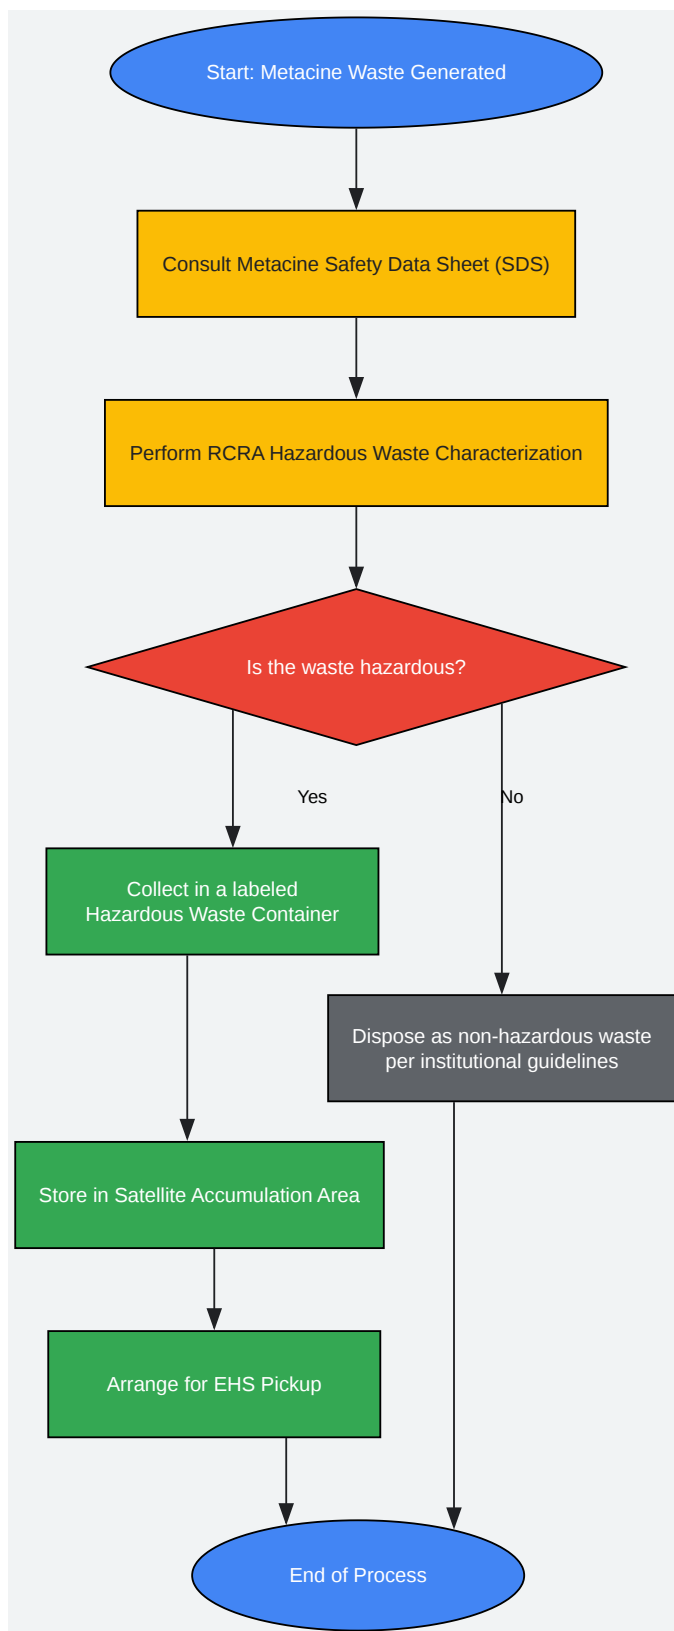 Start: Metacine Waste Generated
Consult Metacine Safety Data Sheet (SDS)
Perform RCRA Hazardous Waste Characterization
Is the waste hazardous?
Yes
No
Collect in a labeled
Hazardous Waste Container
Dispose as non-hazardous waste
per institutional guidelines
Store in Satellite Accumulation Area
Arrange for EHS Pickup
End of Process